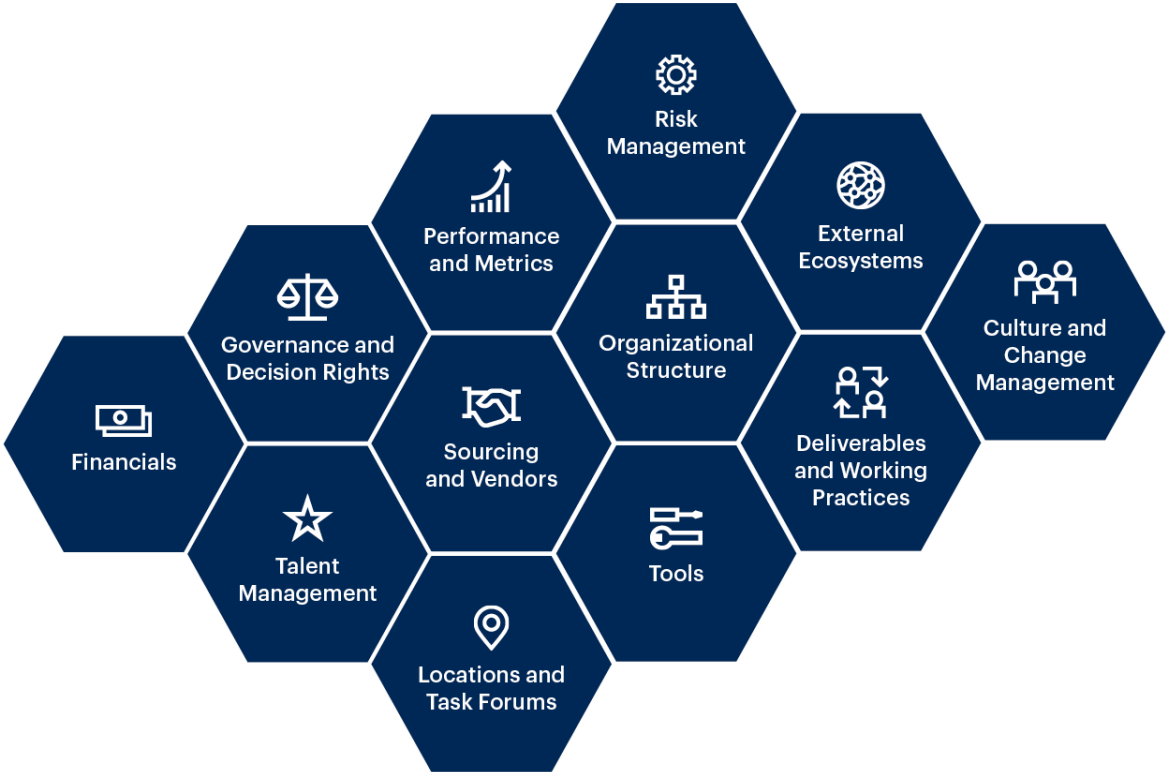 Risk
Management
Performance
and Metrics
External
Ecosystems
Governance and
Decision Rights
Organizational
Structure
Culture and
Change
Management
Financials
Sourcing
and Vendors
Deliverables
and Working
Practices
Talent
Management
Tools
Locations and
Task Forums